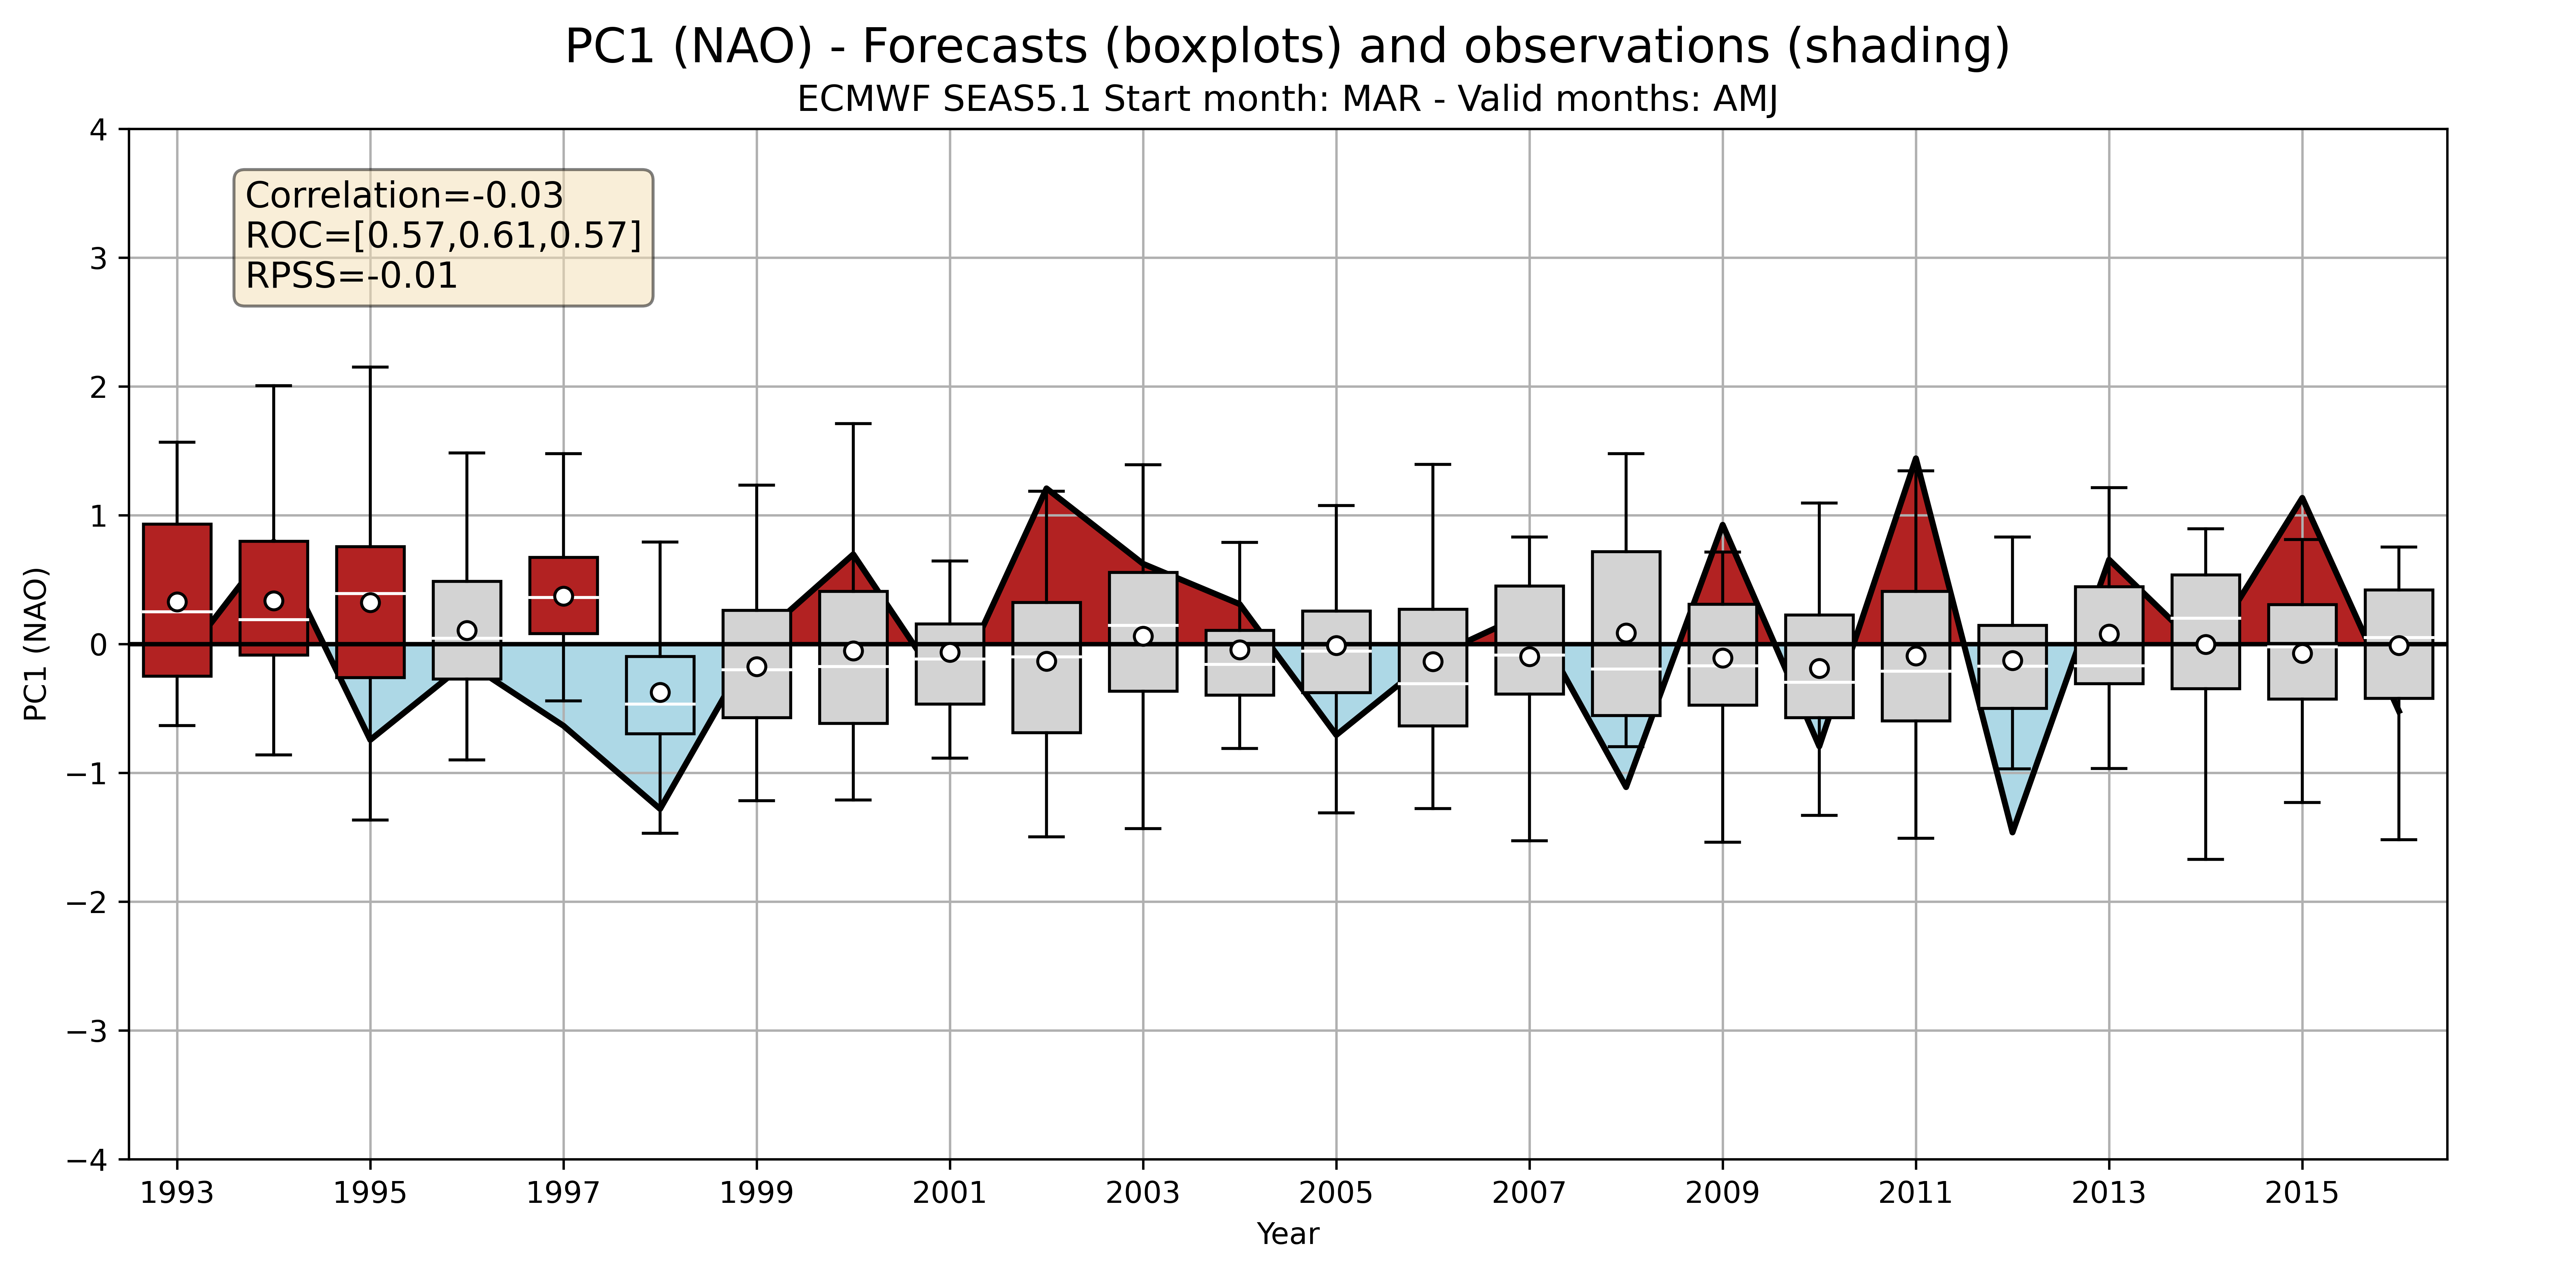 PC1 (NAO) - Forecasts (boxplots) and observations (shading)
ECMWF SEAS5.1 Start month: MAR - Valid months: AMJ
Correlation=-0.03
ROC=[0.57,0.61,0.57]
RPSS=-0.01
PC1 (NAO)
4
3
2
1
0
−1
−2
−3
−4
1993 1995 1997 1999 2001 2003 2005 2007 2009 2011 2013 2015
Year